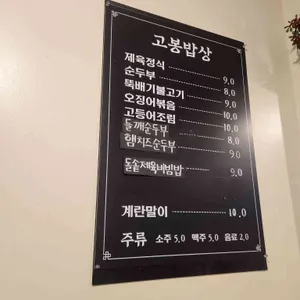 고봉밥상
제육정식 9.0
순두부 8.0
뚝배기불고기 9.0
오징어볶음 10.0
고등어조림 10.0
들깨순두부 8.0
햄치즈순두부 9.0
돌솥제육비빔밥 9.0
계란말이 10.0
주류 소주 5.0 맥주 5.0 음료 2.0